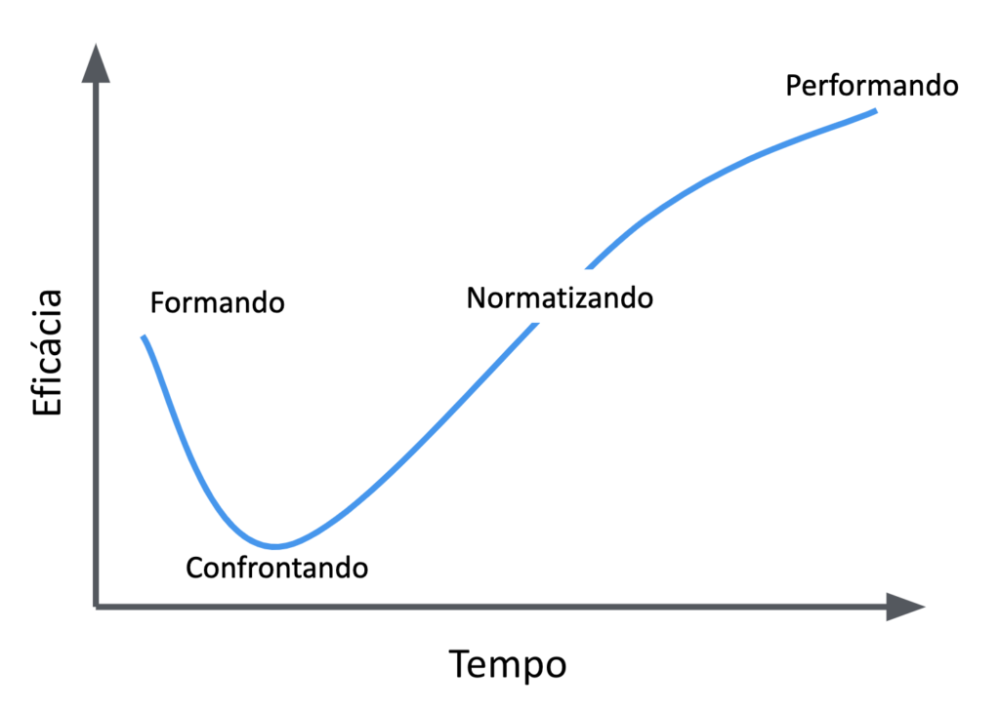 Performando
Formando
Normatizando
Eficácia
Confrontando
Tempo